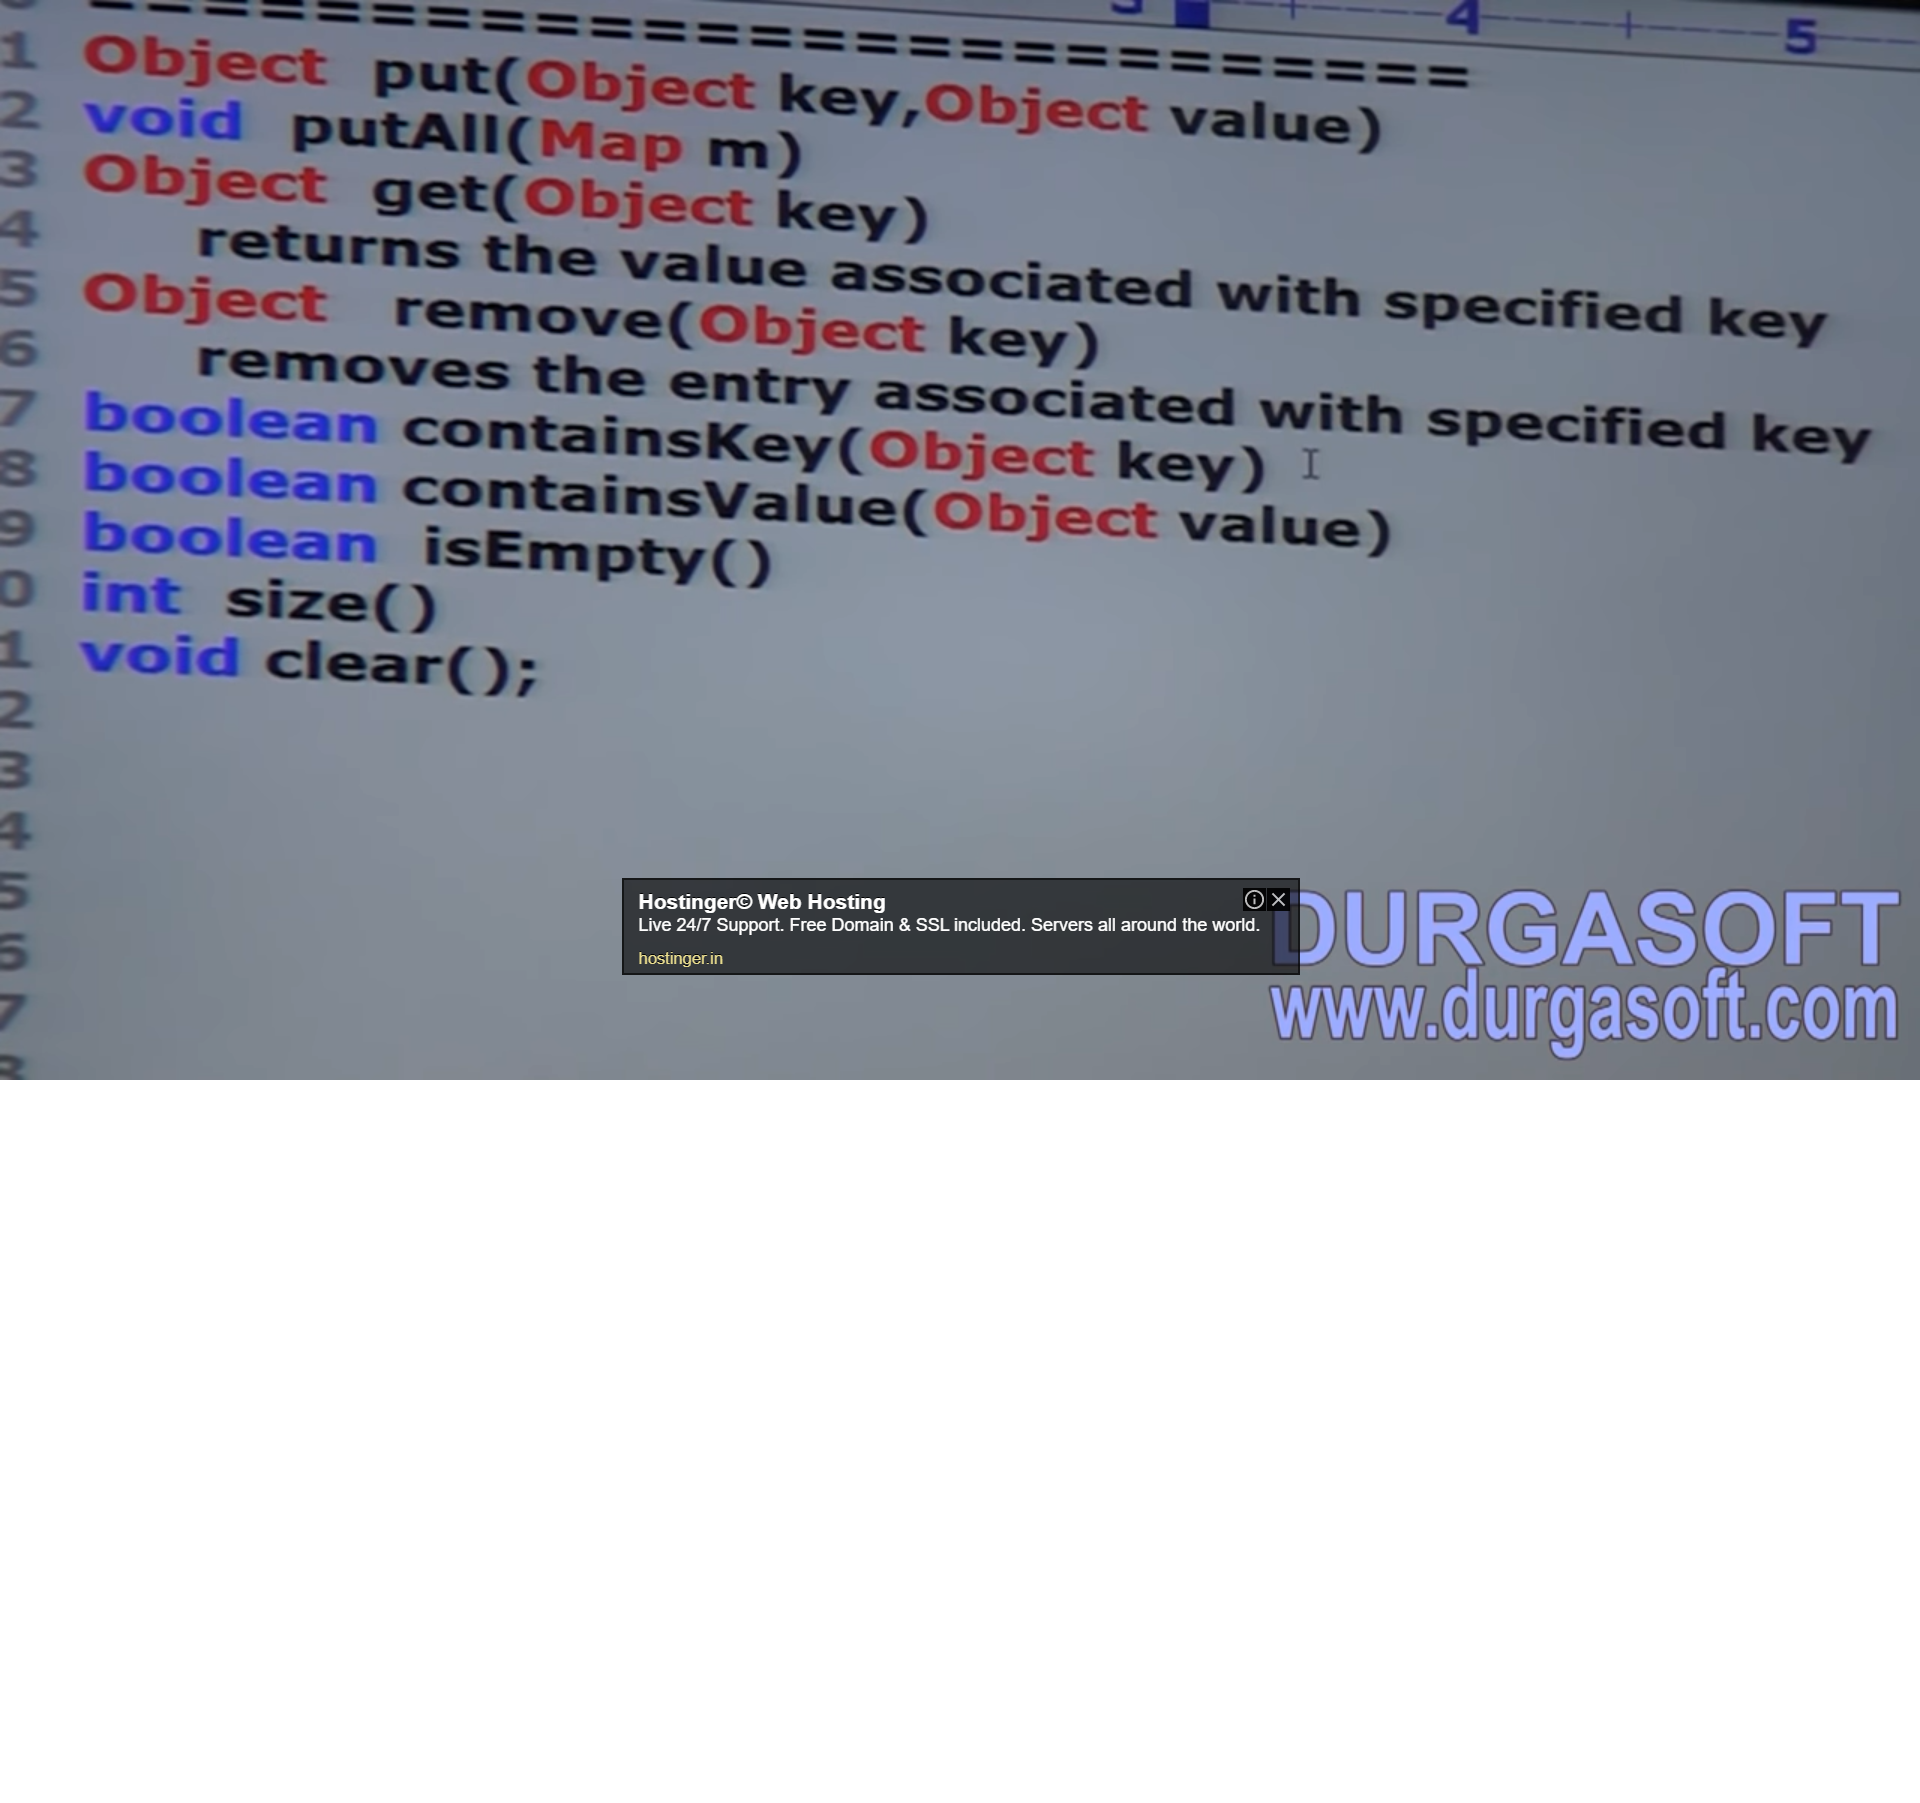 3 4 5
==========================
1 Object put(Object key,Object value)
2 void putAll(Map m)
3 Object get(Object key)
4 returns the value associated with specified key
5 Object remove(Object key)
6 removes the entry associated with specified key
7 boolean containsKey(Object key)
8 boolean containsValue(Object value)
9 boolean isEmpty()
0 int size()
1 void clear();
2
3
4
5
6
7
8
Hostinger© Web Hosting
Live 24/7 Support. Free Domain & SSL included. Servers all around the world.
hostinger.in
DURGASOFT
www.durgasoft.com